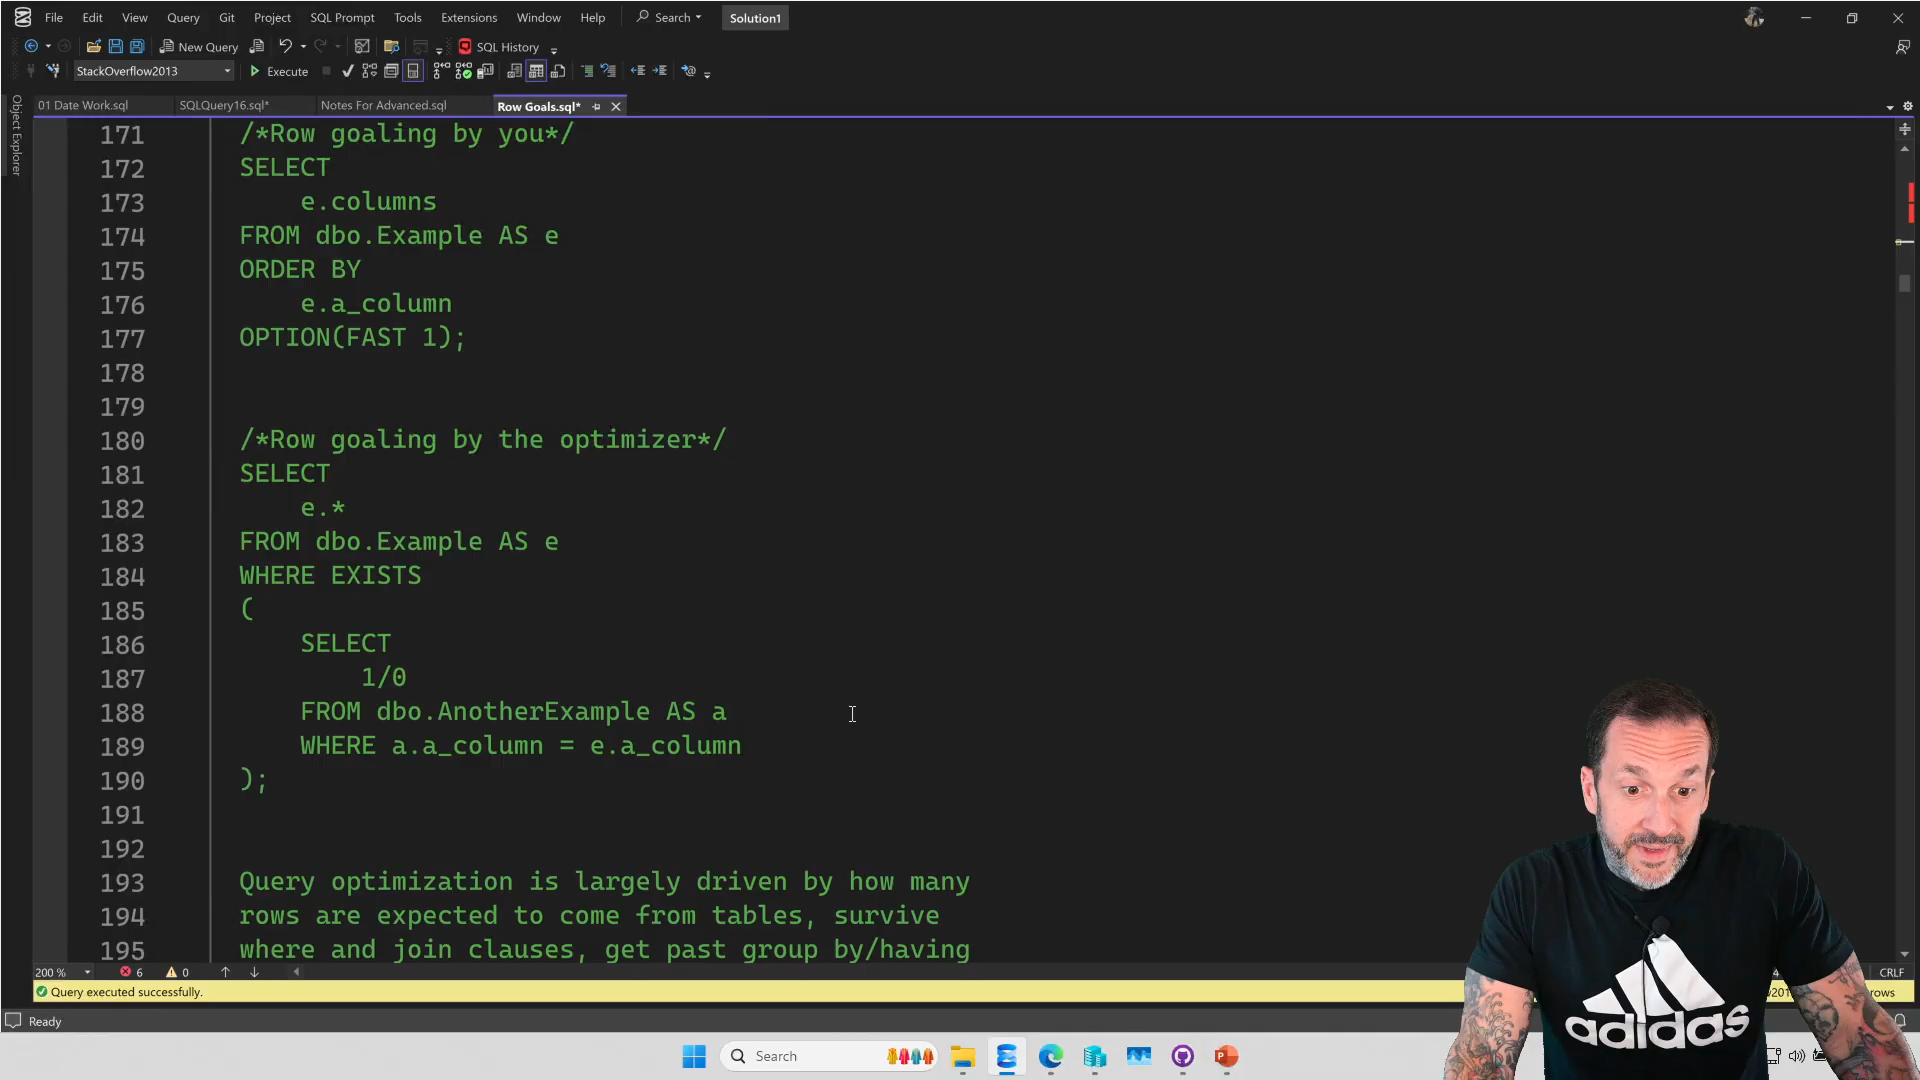 File Edit View Query Git Project SQL Prompt Tools Extensions Window Help Search Solution1
New Query SQL History
StackOverflow2013 Execute
01 Date Work.sql SQLQuery16.sql* Notes For Advanced.sql Row Goals.sql*
Object Explorer
171 /*Row goaling by you*/
172 SELECT
173 e.columns
174 FROM dbo.Example AS e
175 ORDER BY
176 e.a_column
177 OPTION(FAST 1);
178
179
180 /*Row goaling by the optimizer*/
181 SELECT
182 e.*
183 FROM dbo.Example AS e
184 WHERE EXISTS
185 (
186 SELECT
187 1/0
188 FROM dbo.AnotherExample AS a
189 WHERE a.a_column = e.a_column
190 );
191
192
193 Query optimization is largely driven by how many
194 rows are expected to come from tables, survive
195 where and join clauses, get past group by/having
200 % 6 0 CRLF
Query executed successfully. rows
Ready
Search
adidas